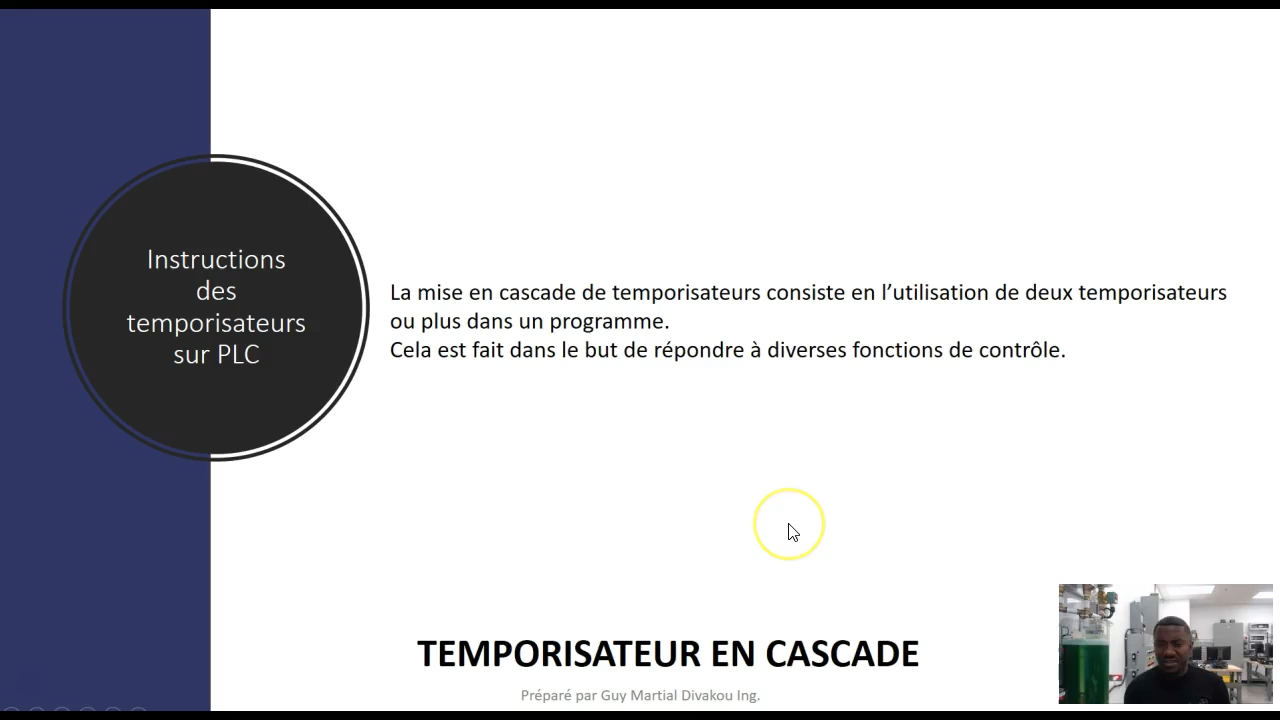 Instructions
des
temporisateurs
sur PLC
La mise en cascade de temporisateurs consiste en l’utilisation de deux temporisateurs
ou plus dans un programme.
Cela est fait dans le but de répondre à diverses fonctions de contrôle.
TEMPORISATEUR EN CASCADE
Préparé par Guy Martial Divakou Ing.